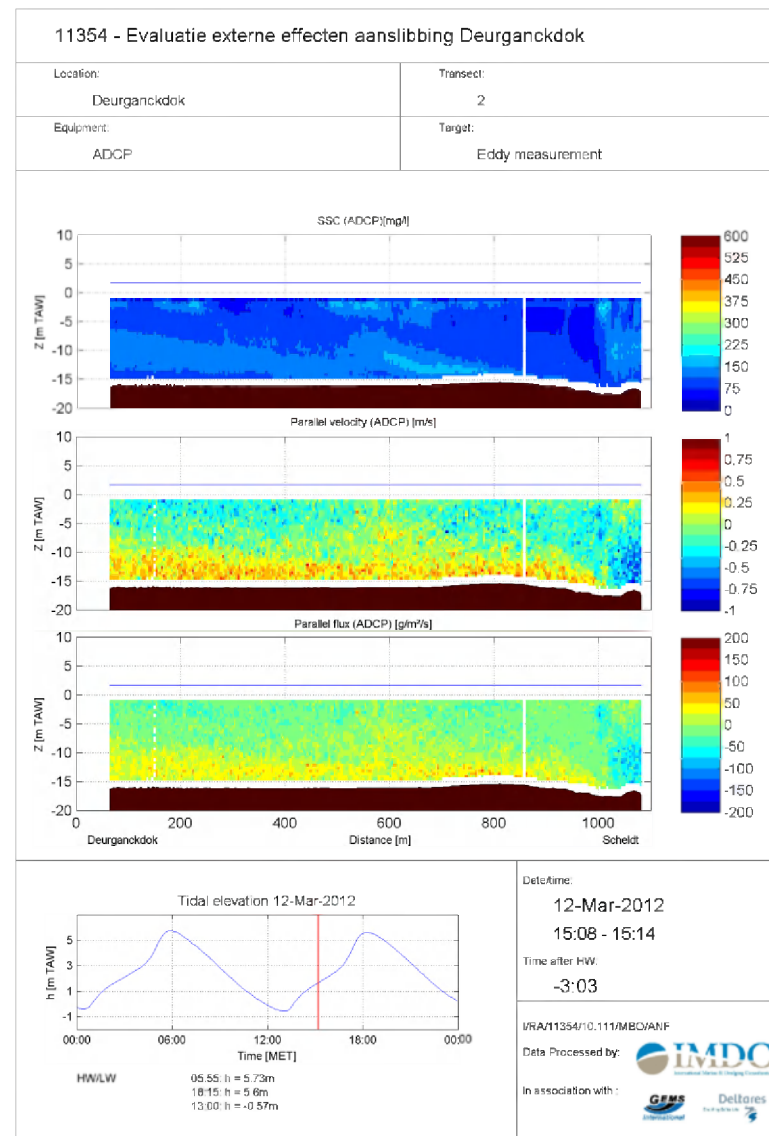 11354 - Evaluatie externe effecten aanslibbing Deurganckdok
Location:
Deurganckdok
Transect:
2
Equipment:
ADCP
Target:
Eddy measurement
SSC (ADCP)[mg/l]
10
5
0
-5
-10
-15
-20
Z [m TAW]
600
525
450
375
300
225
150
75
0
Parallel velocity (ADCP) [m/s]
10
5
0
-5
-10
-15
-20
Z [m TAW]
1
0.75
0.5
0.25
0
-0.25
-0.5
-0.75
-1
Parallel flux (ADCP) [g/m²/s]
10
5
0
-5
-10
-15
-20
Z [m TAW]
200
150
100
50
0
-50
-100
-150
-200
0 200 400 600 800 1000
Deurganckdok Distance [m] Scheldt
Tidal elevation 12-Mar-2012
5
3
1
-1
h [m TAW]
00:00 06:00 12:00 18:00 00:00
Time [MET]
HW/LW
05:55: h = 5.73m
18:15: h = 5.6m
13:00: h = -0.57m
Date/time:
12-Mar-2012
15:08 - 15:14
Time after HW:
-3:03
I/RA/11354/10.111/MBO/ANF
Data Processed by:
IMDC
In association with :
GEMS
Deltares